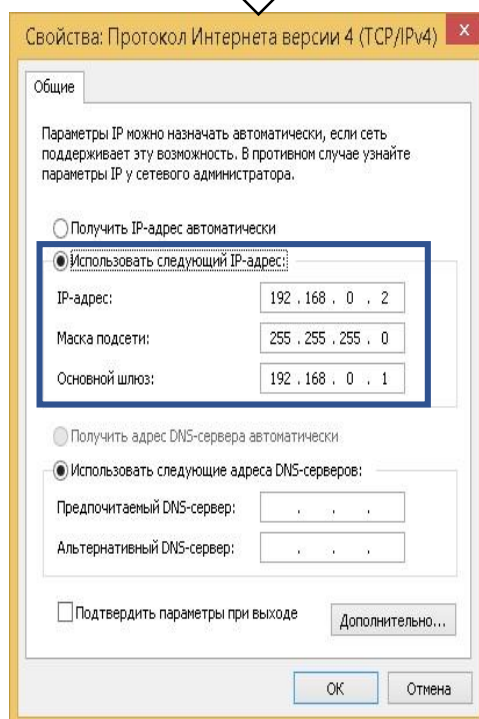 Свойства: Протокол Интернета версии 4 (TCP/IPv4)
Общие
Параметры IP можно назначать автоматически, если сеть
поддерживает эту возможность. В противном случае узнайте
параметры IP у сетевого администратора.
Получить IP-адрес автоматически
Использовать следующий IP-адрес:
IP-адрес: 192 . 168 . 0 . 2
Маска подсети: 255 . 255 . 255 . 0
Основной шлюз: 192 . 168 . 0 . 1
Получить адрес DNS-сервера автоматически
Использовать следующие адреса DNS-серверов:
Предпочитаемый DNS-сервер: . . .
Альтернативный DNS-сервер: . . .
Подтвердить параметры при выходе
Дополнительно...
ОК Отмена